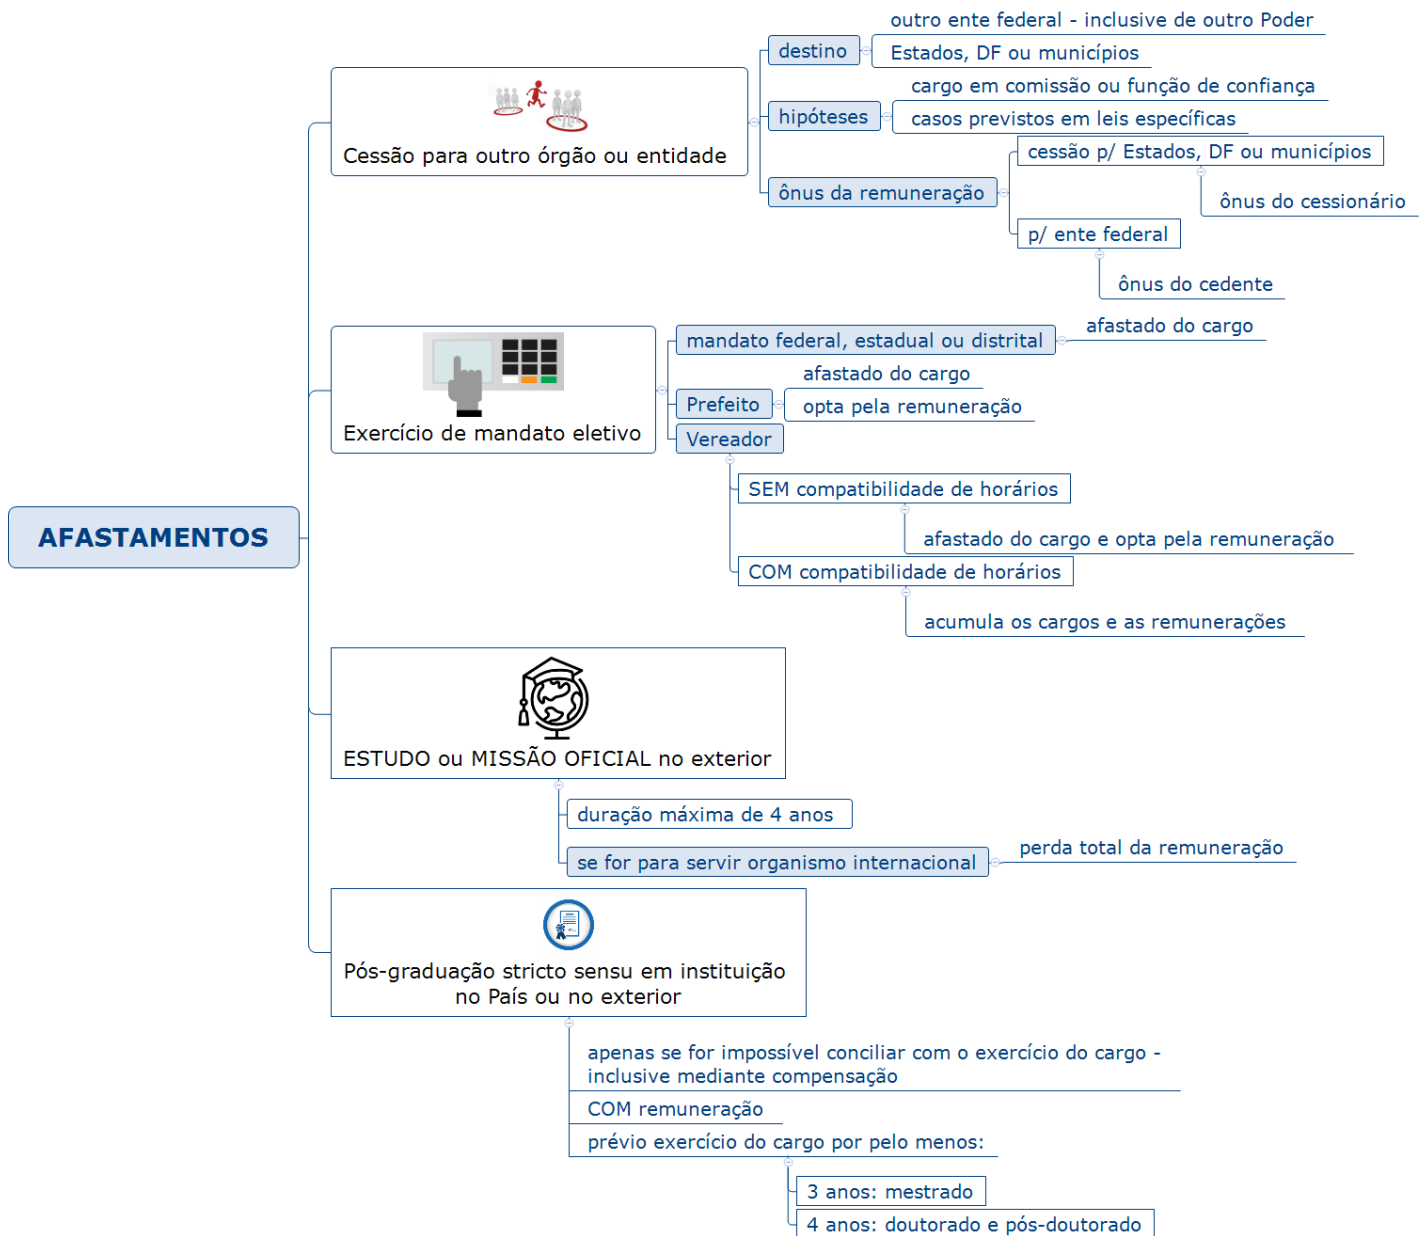 AFASTAMENTOS
Cessão para outro órgão ou entidade
destino
outro ente federal - inclusive de outro Poder
Estados, DF ou municípios
hipóteses
cargo em comissão ou função de confiança
casos previstos em leis específicas
ônus da remuneração
cessão p/ Estados, DF ou municípios
ônus do cessionário
p/ ente federal
ônus do cedente
Exercício de mandato eletivo
mandato federal, estadual ou distrital
afastado do cargo
Prefeito
afastado do cargo
opta pela remuneração
Vereador
SEM compatibilidade de horários
afastado do cargo e opta pela remuneração
COM compatibilidade de horários
acumula os cargos e as remunerações
ESTUDO ou MISSÃO OFICIAL no exterior
duração máxima de 4 anos
se for para servir organismo internacional
perda total da remuneração
Pós-graduação stricto sensu em instituição
no País ou no exterior
apenas se for impossível conciliar com o exercício do cargo -
inclusive mediante compensação
COM remuneração
prévio exercício do cargo por pelo menos:
3 anos: mestrado
4 anos: doutorado e pós-doutorado